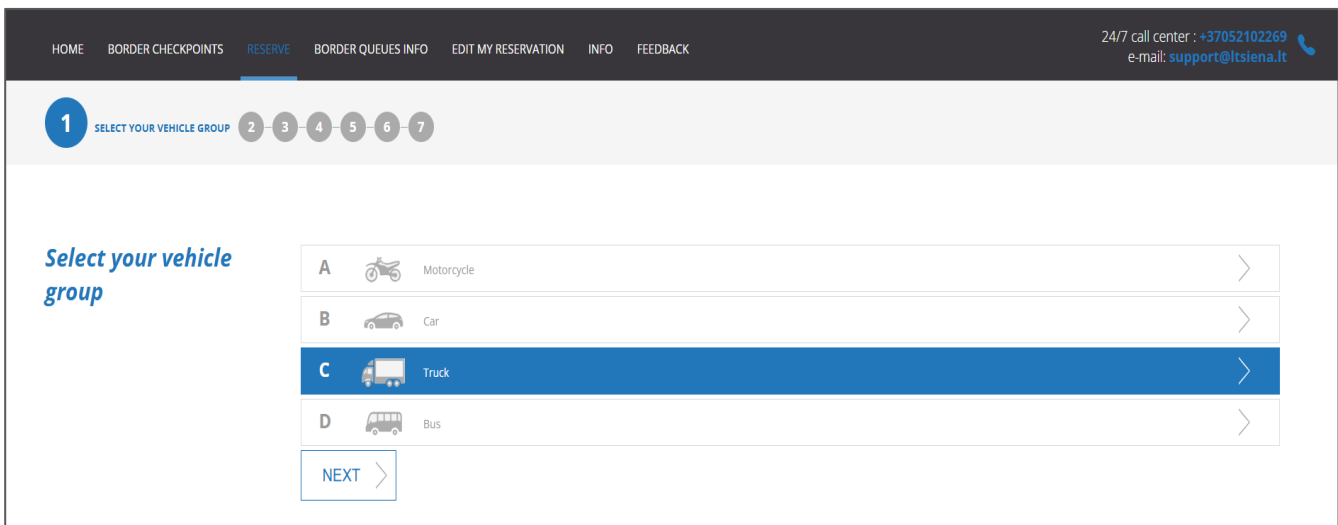 HOME BORDER CHECKPOINTS RESERVE BORDER QUEUES INFO EDIT MY RESERVATION INFO FEEDBACK
24/7 call center : +37052102269
e-mail: support@ltsiena.lt
1 SELECT YOUR VEHICLE GROUP 2 3 4 5 6 7
Select your vehicle
group
A Motorcycle
B Car
C Truck
D Bus
NEXT